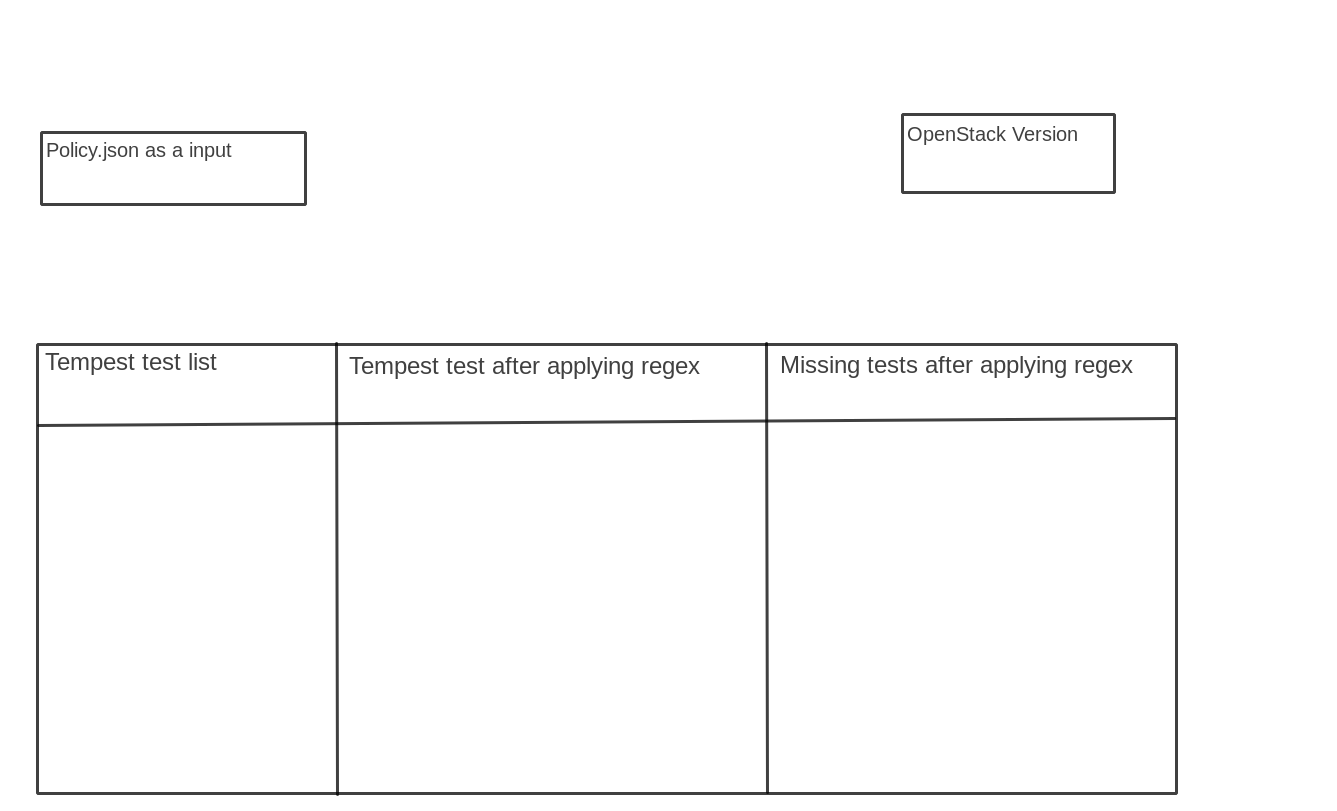 OpenStack Version
Policy.json as a input
Tempest test list
Tempest test after applying regex
Missing tests after applying regex